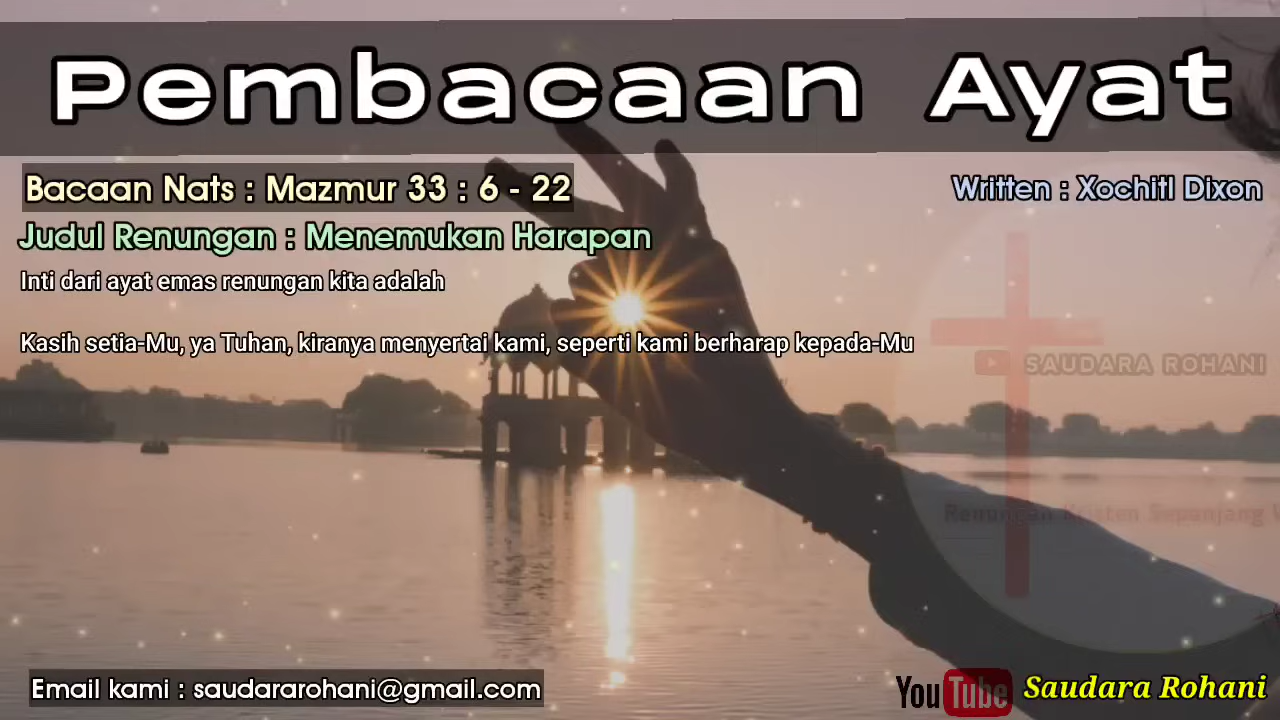 Pembacaan Ayat
Bacaan Nats : Mazmur 33 : 6 - 22
Written : Xochitl Dixon
Judul Renungan : Menemukan Harapan
Inti dari ayat emas renungan kita adalah
Kasih setia-Mu, ya Tuhan, kiranya menyertai kami, seperti kami berharap kepada-Mu
SAUDARA ROHANI
Renungan Kristen Sepanjang
Email kami : saudararohani@gmail.com
YouTube Saudara Rohani